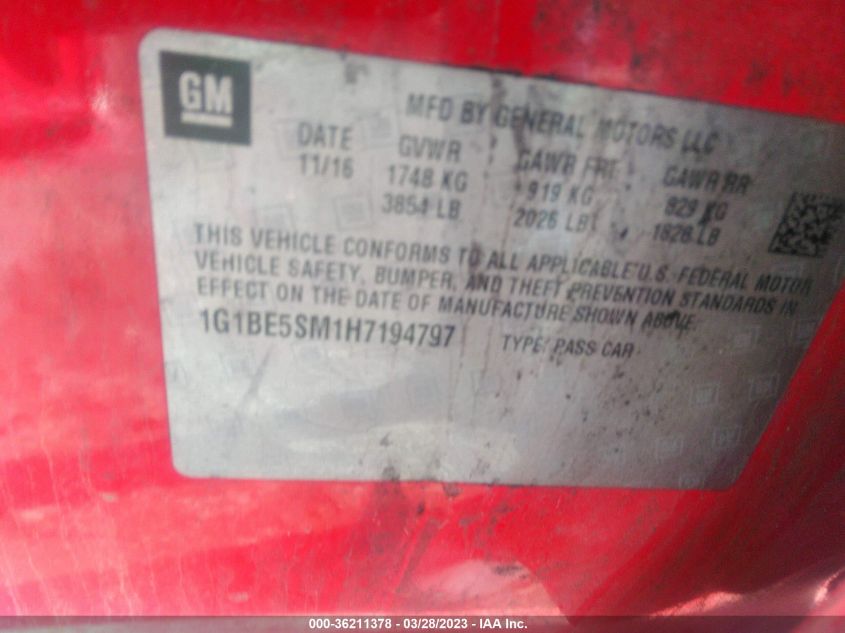 GM
MFD BY GENERAL MOTORS LLC
DATE GVWR GAWR FRT GAWR RR
11/16 1748 KG 919 KG 829 KG
3854 LB 2026 LB 1828 LB
THIS VEHICLE CONFORMS TO ALL APPLICABLE U.S. FEDERAL MOTOR
VEHICLE SAFETY, BUMPER, AND THEFT PREVENTION STANDARDS IN
EFFECT ON THE DATE OF MANUFACTURE SHOWN ABOVE.
1G1BE5SM1H7194797 TYPE: PASS CAR
000-36211378 - 03/28/2023 - IAA Inc.